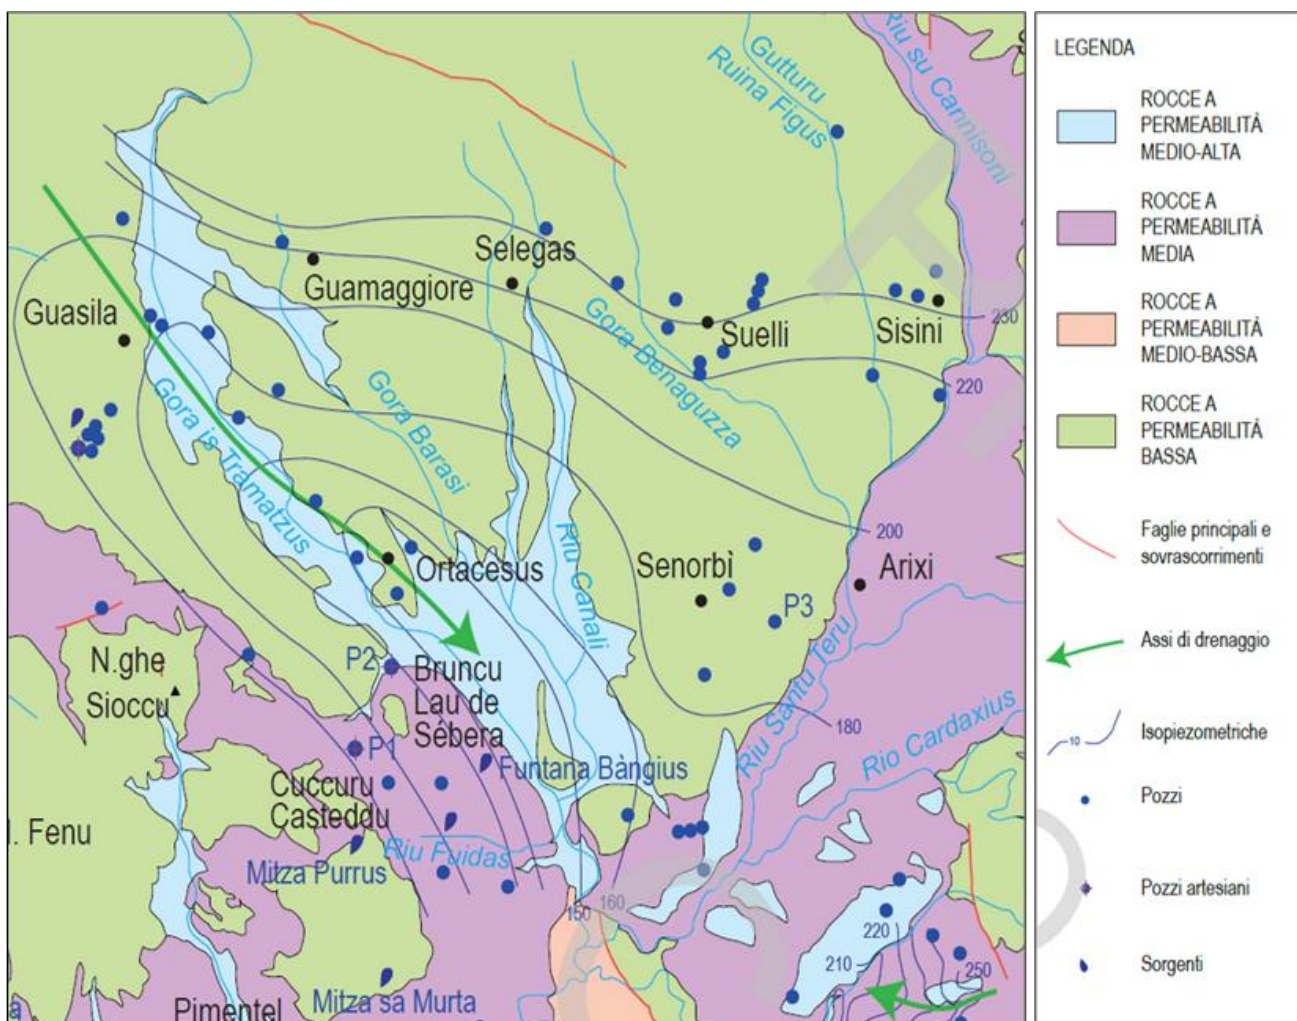 Riu su Cannisoni
Gutturu
Ruina Figus
Selegas
Guamaggiore
Guasila
Suelli
Sisini
230
220
Gora Benaguzza
Gora Barasi
Gora is Tramatzus
200
Ortacesus
Riu Canali
Senorbì
Arixi
P3
N.ghe
Sioccu
P2
Bruncu
Lau de
Sèbera
180
Riu Santu Teru
Rio Cardaxius
P1
Funtana Bàngius
Cuccuru
Casteddu
Fenu
Riu Fuidas
Mitza Purrus
150
160
220
210
250
Mitza sa Murta
Pimentel
LEGENDA
ROCCE A
PERMEABILITÀ
MEDIO-ALTA
ROCCE A
PERMEABILITÀ
MEDIA
ROCCE A
PERMEABILITÀ
MEDIO-BASSA
ROCCE A
PERMEABILITÀ
BASSA
Faglie principali e
sovrascorrimenti
Assi di drenaggio
10
Isopiezometriche
Pozzi
Pozzi artesiani
Sorgenti